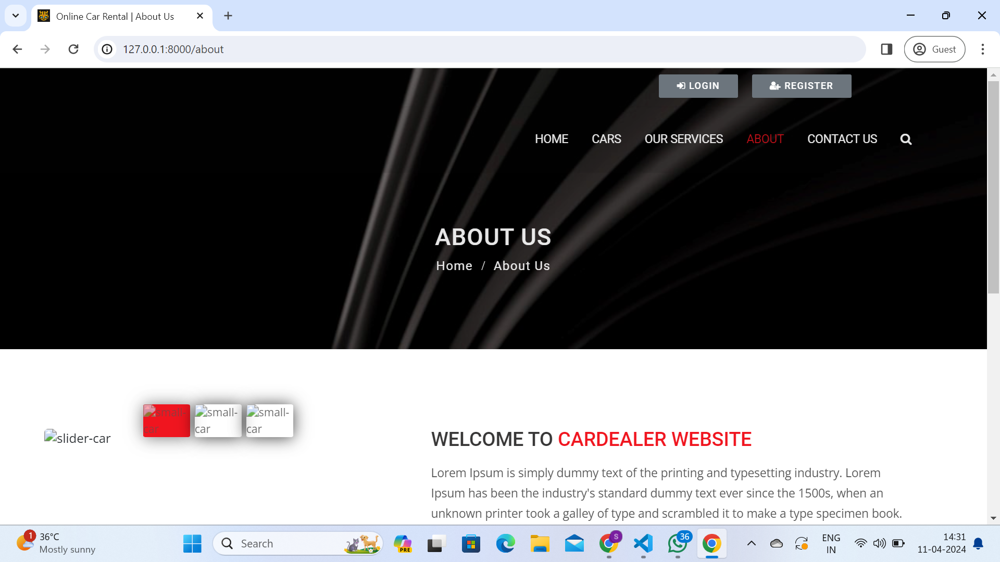 Online Car Rental | About Us
127.0.0.1:8000/about
Guest
LOGIN
REGISTER
HOME
CARS
OUR SERVICES
ABOUT
CONTACT US
ABOUT US
Home / About Us
small-
car
small-
car
small-
car
slider-car
WELCOME TO CARDEALER WEBSITE
Lorem Ipsum is simply dummy text of the printing and typesetting industry. Lorem
Ipsum has been the industry's standard dummy text ever since the 1500s, when an
unknown printer took a galley of type and scrambled it to make a type specimen book.
1
36°C
Mostly sunny
Search
PRE
S
36
ENG
IN
14:31
11-04-2024